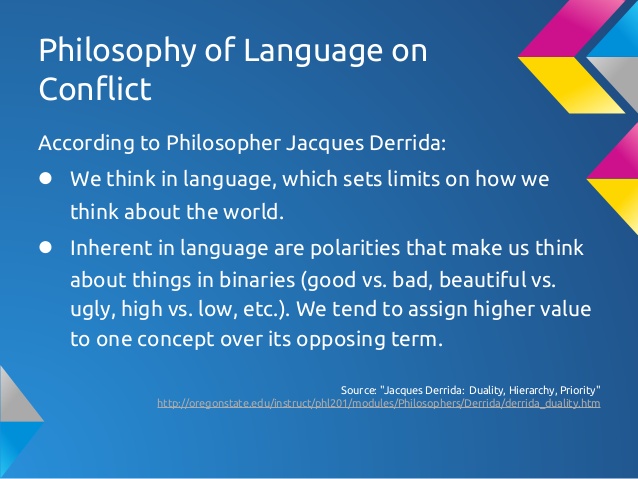 Philosophy of Language on
Conflict
According to Philosopher Jacques Derrida:
● We think in language, which sets limits on how we
think about the world.
● Inherent in language are polarities that make us think
about things in binaries (good vs. bad, beautiful vs.
ugly, high vs. low, etc.). We tend to assign higher value
to one concept over its opposing term.
Source: "Jacques Derrida: Duality, Hierarchy, Priority"
http://oregonstate.edu/instruct/phl201/modules/Philosophers/Derrida/derrida_duality.htm